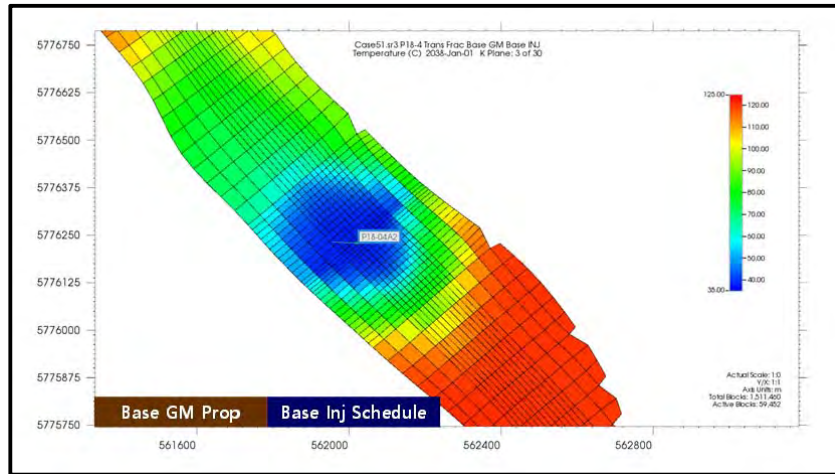 Case51.sr3 P18-4 Trans Frac Base GM Base INJ
Temperature (C) 2038-Jan-01 K Plane: 3 of 30
5776750
5776625
5776500
5776375
5776250
5776125
5776000
5775875
5775750
125.00
120.00
110.00
100.00
90.00
80.00
70.00
60.00
50.00
40.00
35.00
P18-04A2
Actual Scale: 1:0
Y/X: 1:1
Axis Units: m
Total Blocks: 1,511,460
Active Blocks: 59,452
Base GM Prop
Base Inj Schedule
561600
562000
562400
562800